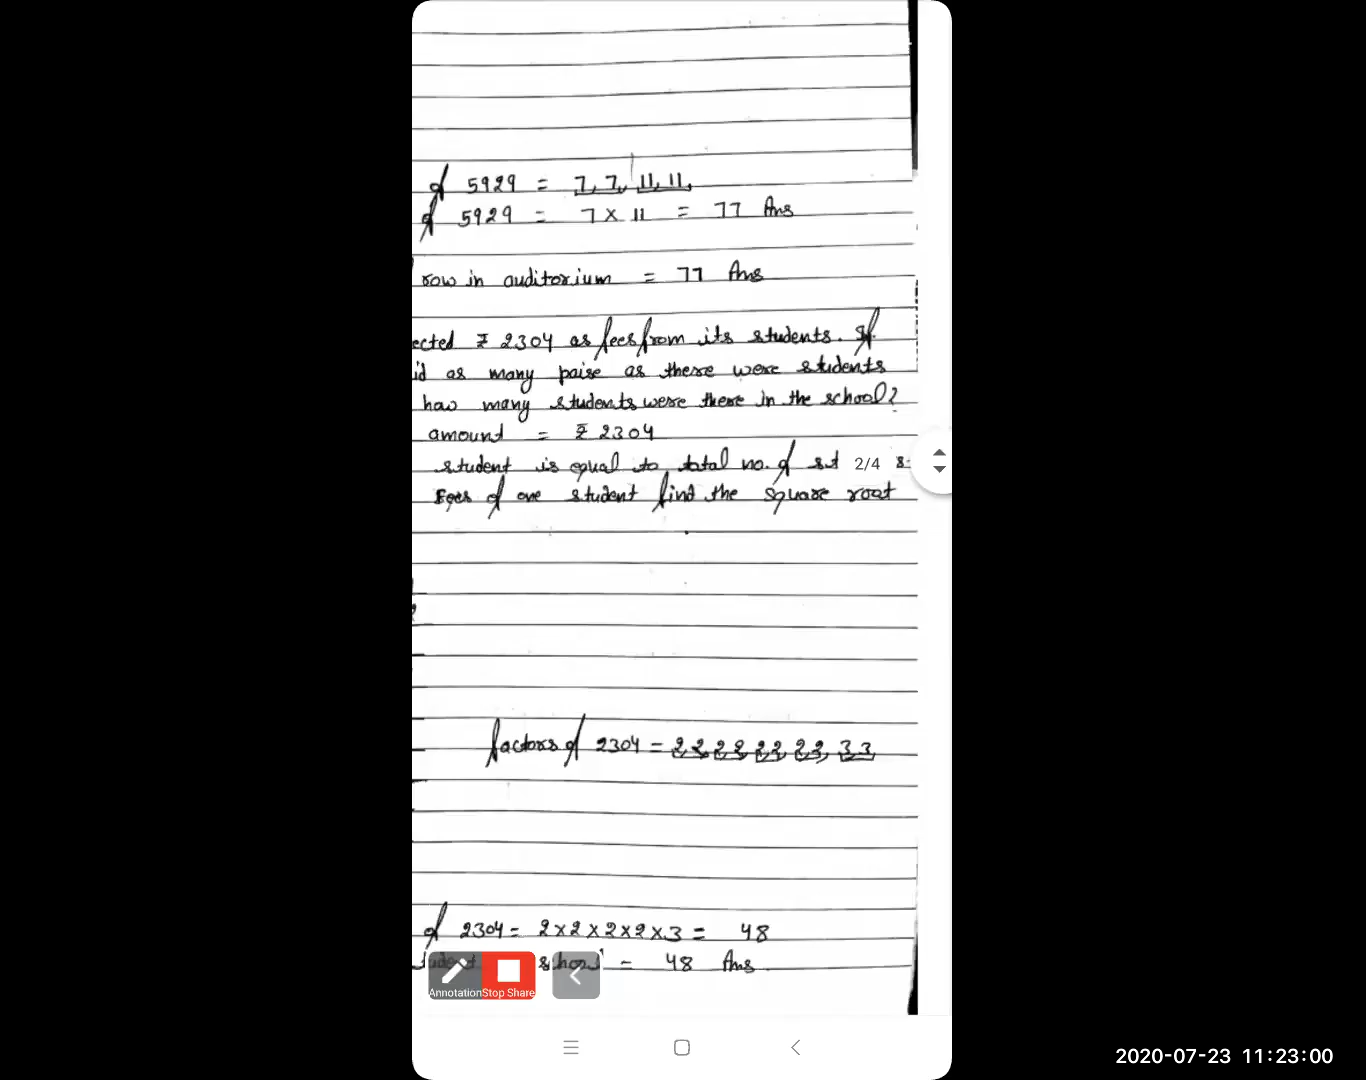 of 5929 = 7, 7, 11, 11,
of 5929 = 7 × 11 = 77 Ans
row in auditorium = 77 Ans
ected ₹ 2304 as fees from its students. If
id as many paise as there were students
how many students were there in the school?
amount = ₹ 2304
student is equal to total no. of st 2/4 s
Fees of one student find the square root
factors of 2304 = 2,2,2,2,2,2,2,2,3,3,
of 2304 = 2×2×2×2×3 = 48
= 48 Ans
Annotation Stop Share
2020-07-23 11:23:00